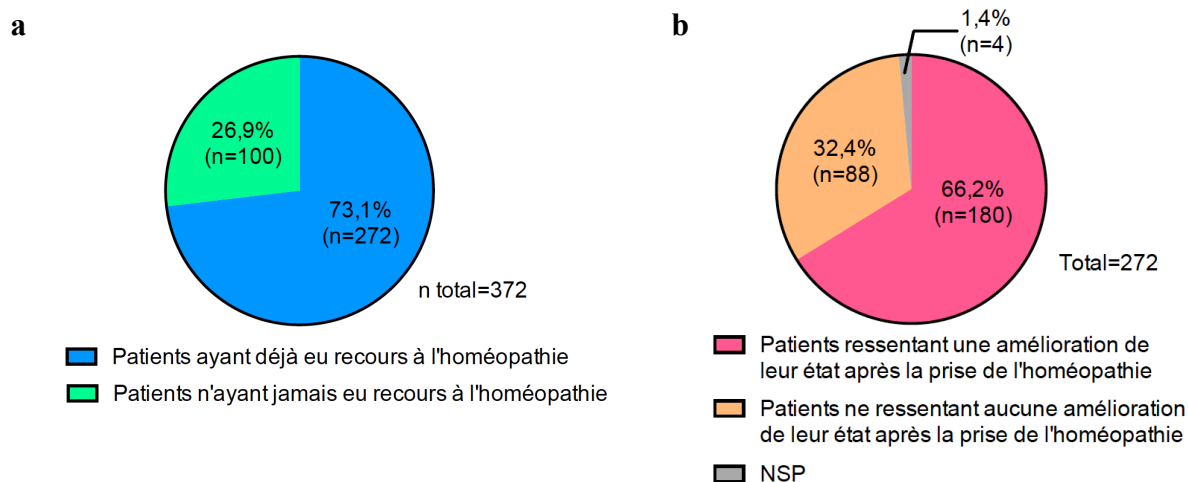 a
26,9%
(n=100)
73,1%
(n=272)
n total=372
Patients ayant déjà eu recours à l'homéopathie
Patients n'ayant jamais eu recours à l'homéopathie
b
1,4%
(n=4)
32,4%
(n=88)
66,2%
(n=180)
Total=272
Patients ressentant une amélioration de
leur état après la prise de l'homéopathie
Patients ne ressentant aucune amélioration
de leur état après la prise de l'homéopathie
NSP